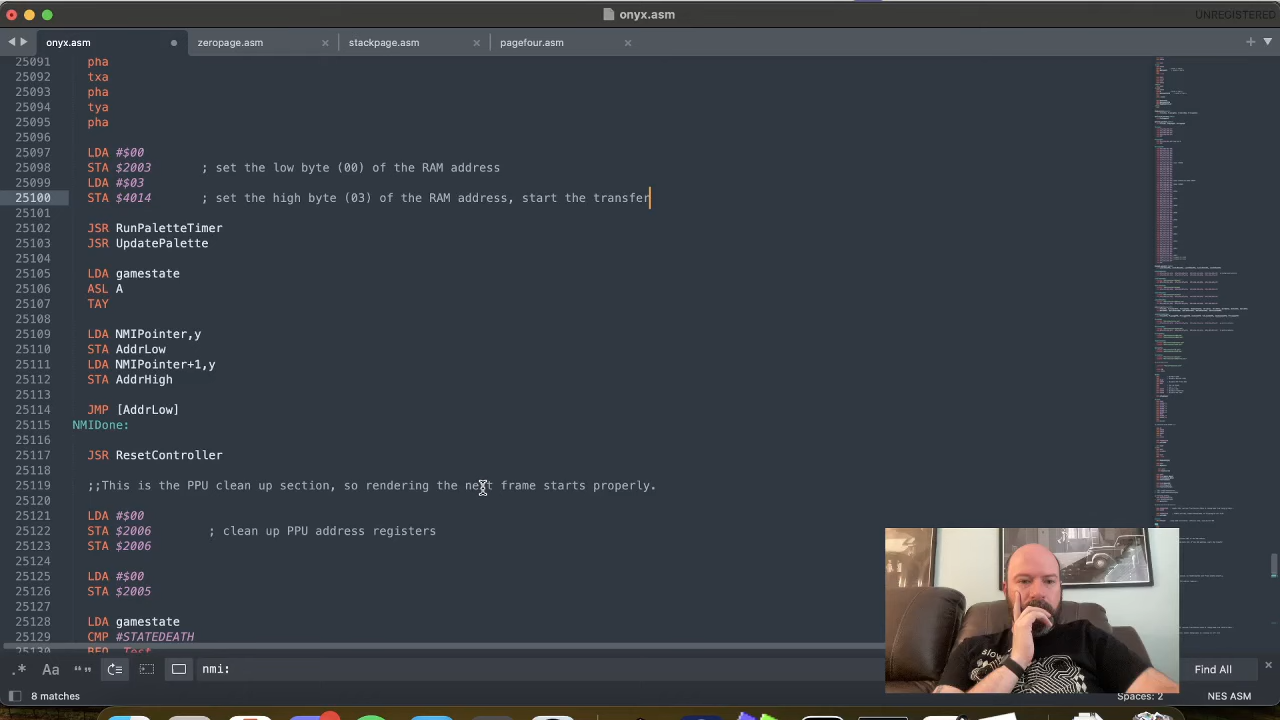 onyx.asm
UNREGISTERED
onyx.asm
zeropage.asm
stackpage.asm
pagefour.asm
25091 pha
25092 txa
25093 pha
25094 tya
25095 pha
25096
25097 LDA #$00
25098 STA $2003 ; set the low byte (00) of the RAM address
25099 LDA #$03
25100 STA $4014 ; set the high byte (03) of the RAM address, start the transfer
25101
25102 JSR RunPaletteTimer
25103 JSR UpdatePalette
25104
25105 LDA gamestate
25106 ASL A
25107 TAY
25108
25109 LDA NMIPointer,y
25110 STA AddrLow
25111 LDA NMIPointer+1,y
25112 STA AddrHigh
25113
25114 JMP [AddrLow]
25115 NMIDone:
25116
25117 JSR ResetController
25118
25119 ;;This is the PPU clean up section, so rendering the next frame starts properly.
25120
25121 LDA #$00
25122 STA $2006 ; clean up PPU address registers
25123 STA $2006
25124
25125 LDA #$00
25126 STA $2005
25127
25128 LDA gamestate
25129 CMP #STATEDEATH
25130 BEQ .Test
.* Aa
nmi:
Find All
8 matches
Spaces: 2
NES ASM
slow